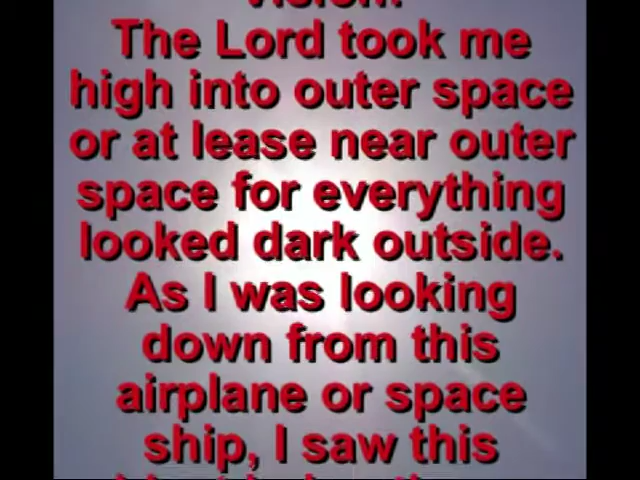 vision.
The Lord took me
high into outer space
or at lease near outer
space for everything
looked dark outside.
As I was looking
down from this
airplane or space
ship, I saw this